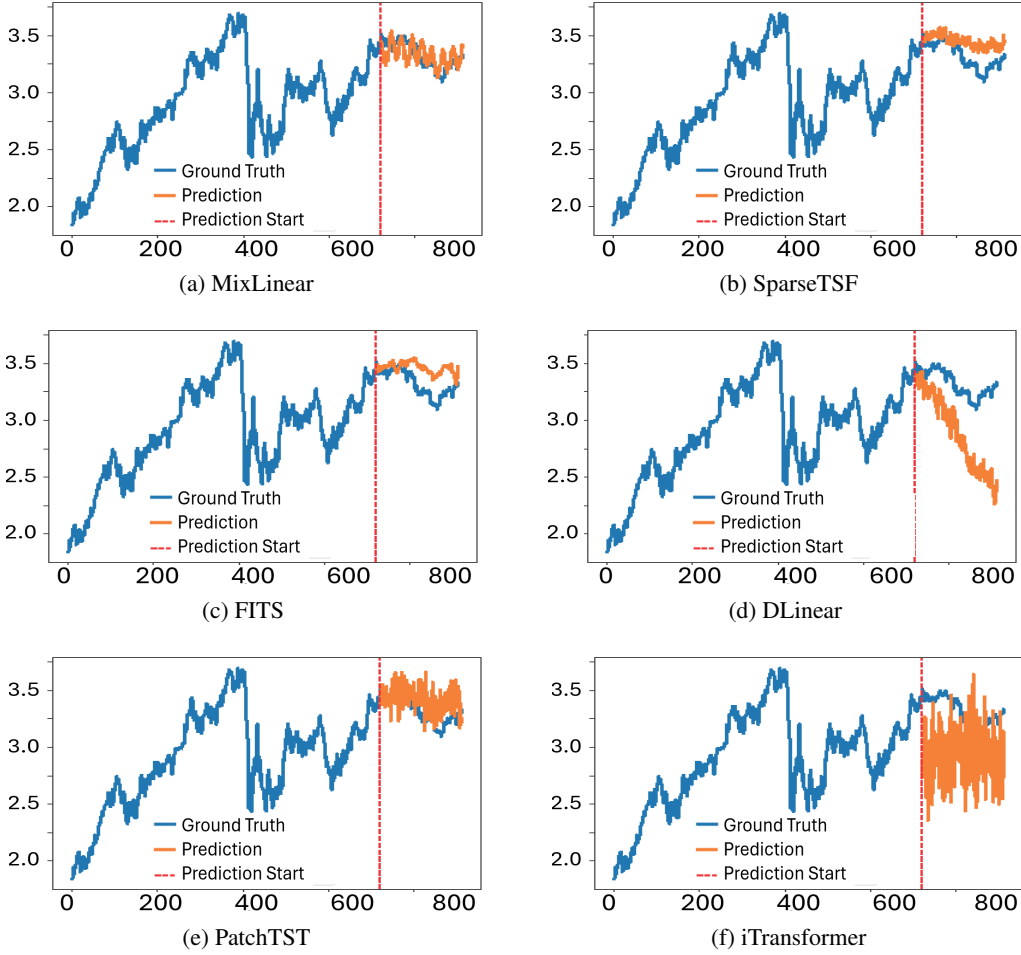 3.5
3.0
2.5
2.0
Ground Truth
Prediction
Prediction Start
0 200 400 600 800
(a) MixLinear
3.5
3.0
2.5
2.0
Ground Truth
Prediction
Prediction Start
0 200 400 600 800
(b) SparseTSF
3.5
3.0
2.5
2.0
Ground Truth
Prediction
Prediction Start
0 200 400 600 800
(c) FITS
3.5
3.0
2.5
2.0
Ground Truth
Prediction
Prediction Start
0 200 400 600 800
(d) DLinear
3.5
3.0
2.5
2.0
Ground Truth
Prediction
Prediction Start
0 200 400 600 800
(e) PatchTST
3.5
3.0
2.5
2.0
Ground Truth
Prediction
Prediction Start
0 200 400 600 800
(f) iTransformer